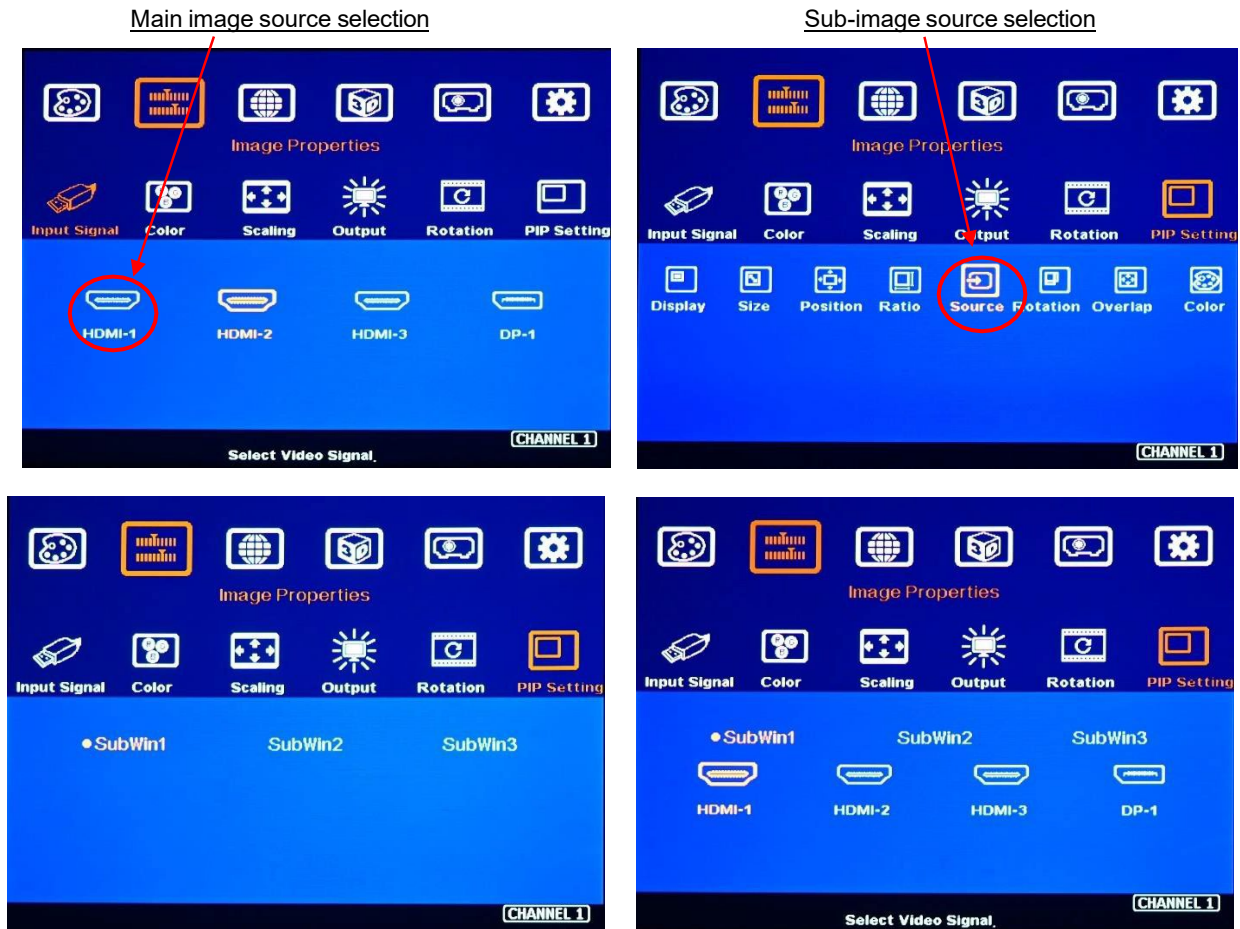 Main image source selection
Sub-image source selection
Image Properties
Input Signal Color Scaling Output Rotation PIP Setting
HDMI-1 HDMI-2 HDMI-3 DP-1
CHANNEL 1
Select Video Signal.
Image Properties
Input Signal Color Scaling Output Rotation PIP Setting
Display Size Position Ratio Source Rotation Overlap Color
CHANNEL 1
Image Properties
Input Signal Color Scaling Output Rotation PIP Setting
•SubWin1 SubWin2 SubWin3
CHANNEL 1
Image Properties
Input Signal Color Scaling Output Rotation PIP Setting
•SubWin1 SubWin2 SubWin3
HDMI-1 HDMI-2 HDMI-3 DP-1
CHANNEL 1
Select Video Signal.